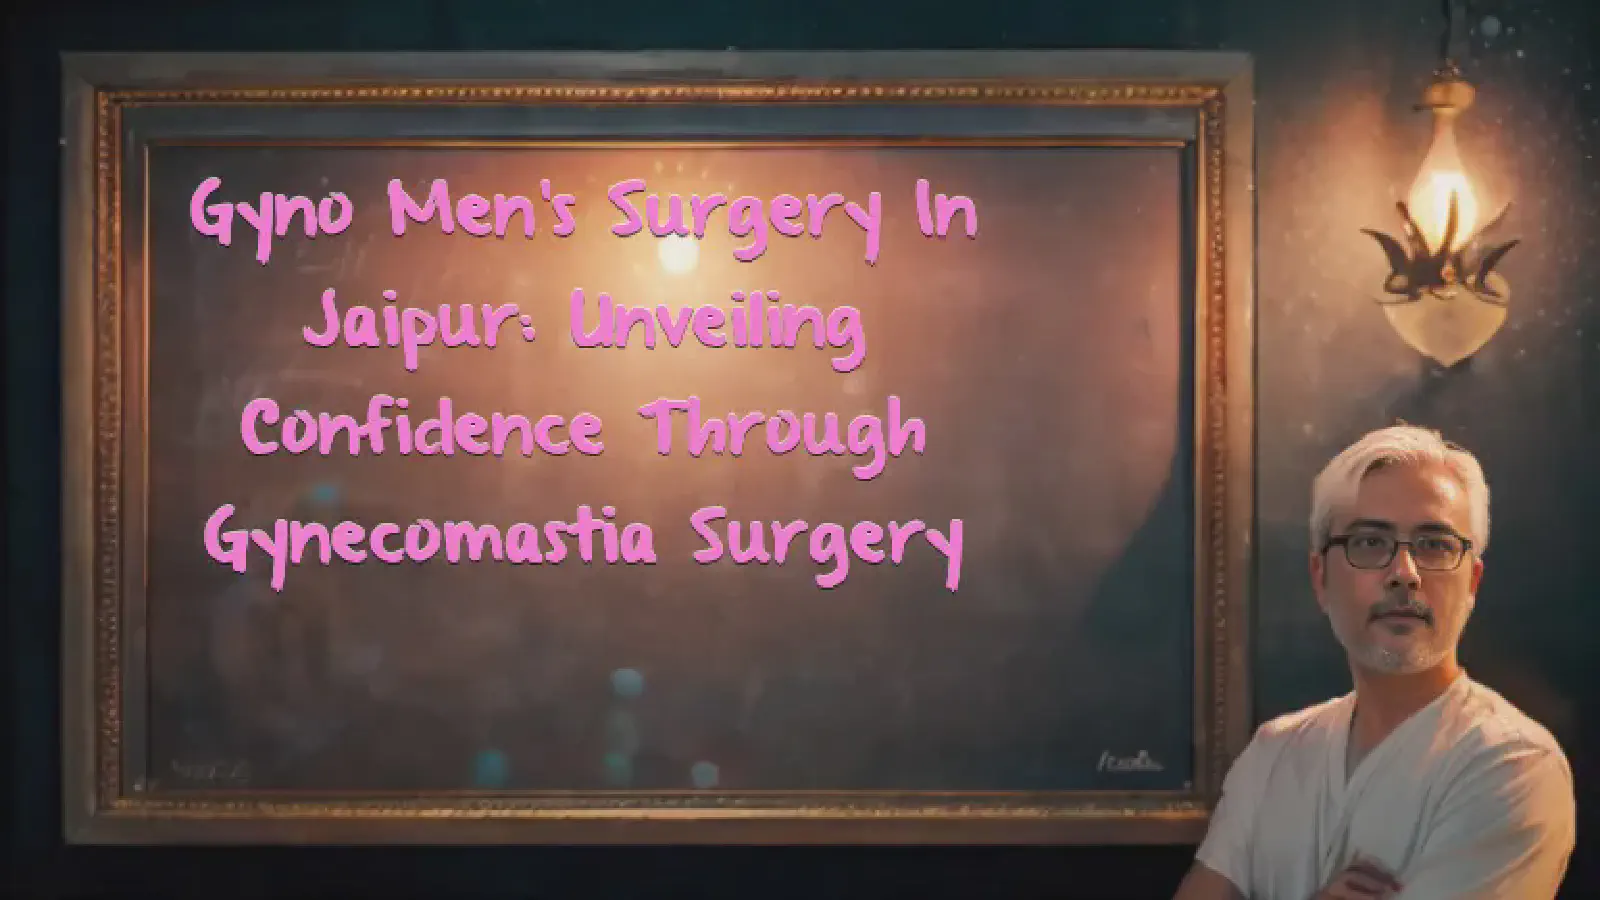 Gyno Men's Surgery In
Jaipur: Unveiling
Confidence Through
Gynecomastia Surgery